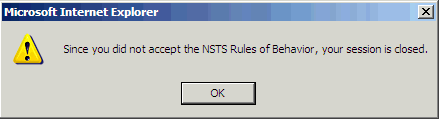 Microsoft Internet Explorer
Since you did not accept the NSTS Rules of Behavior, your session is closed.
OK